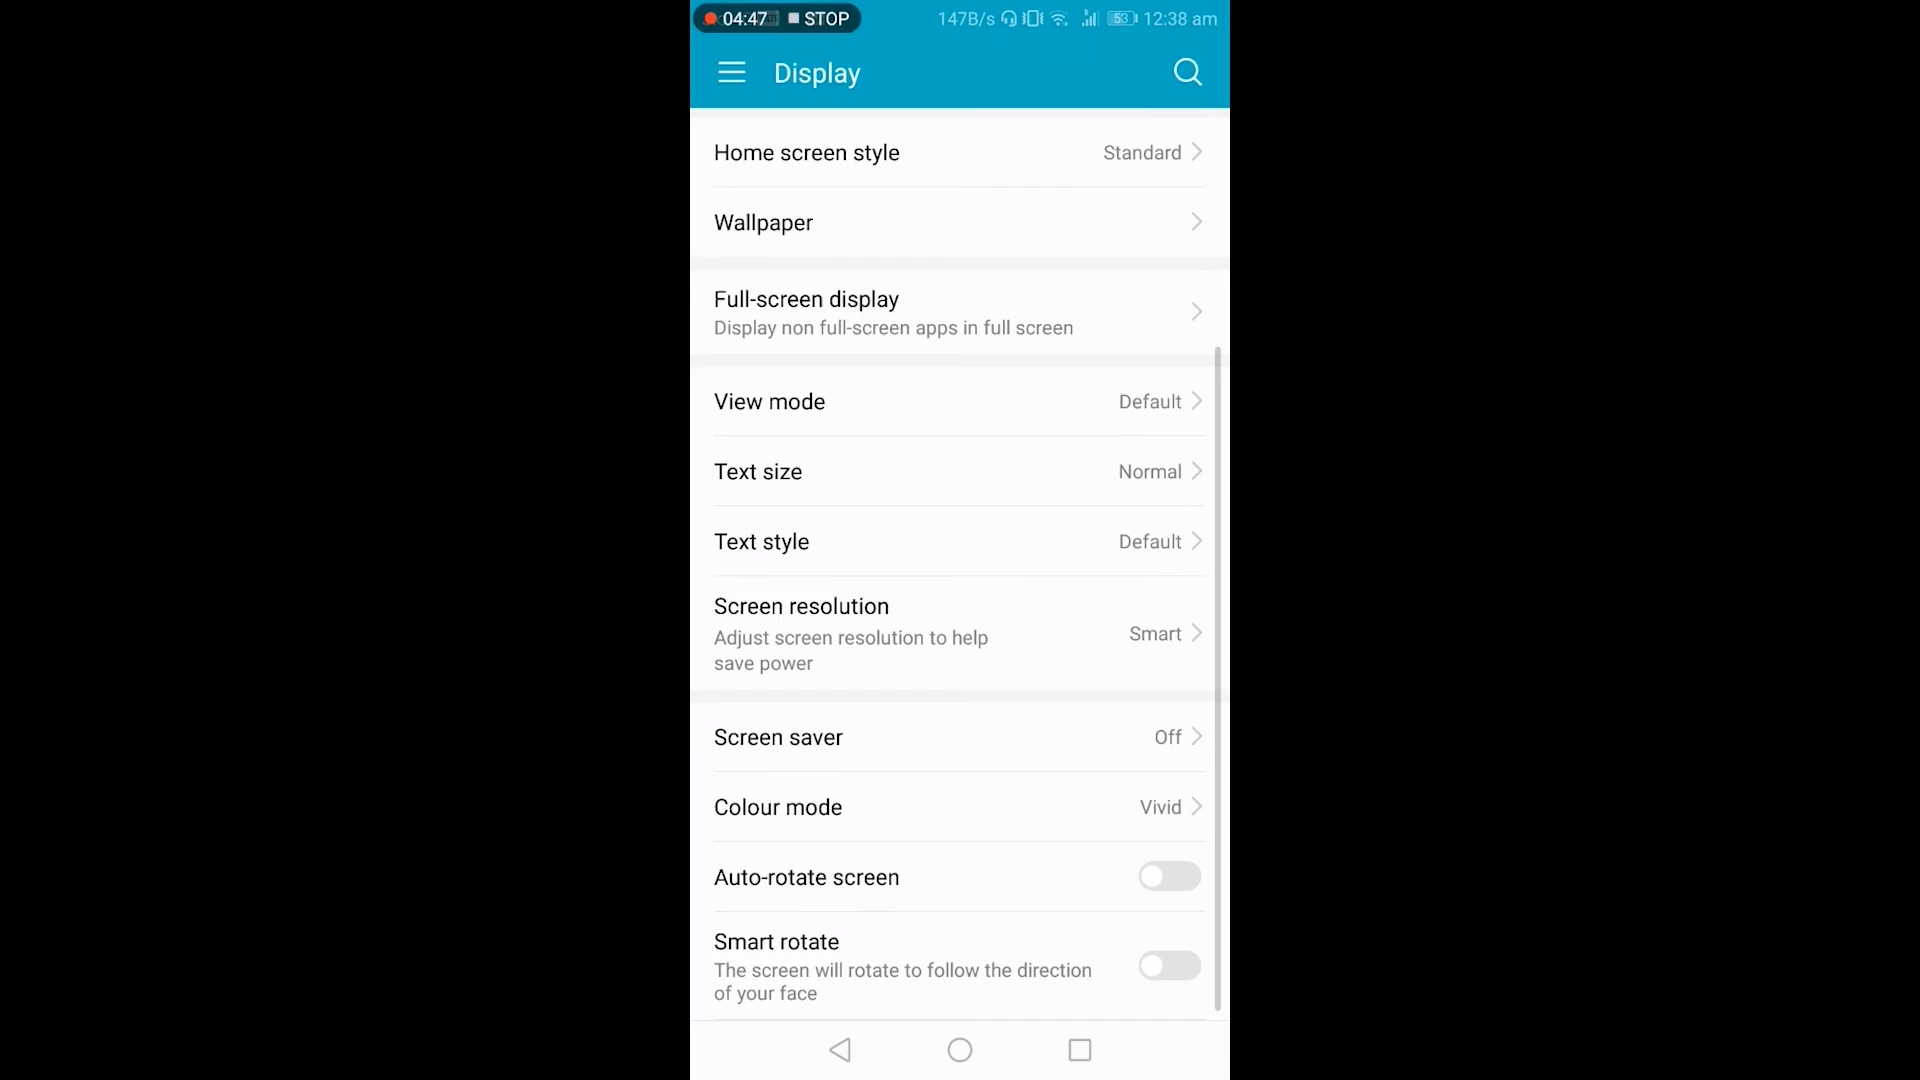 04:47 STOP 147B/s 53 12:38 am
Display
Home screen style Standard
Wallpaper
Full-screen display
Display non full-screen apps in full screen
View mode Default
Text size Normal
Text style Default
Screen resolution
Adjust screen resolution to help
save power
Smart
Screen saver Off
Colour mode Vivid
Auto-rotate screen
Smart rotate
The screen will rotate to follow the direction
of your face